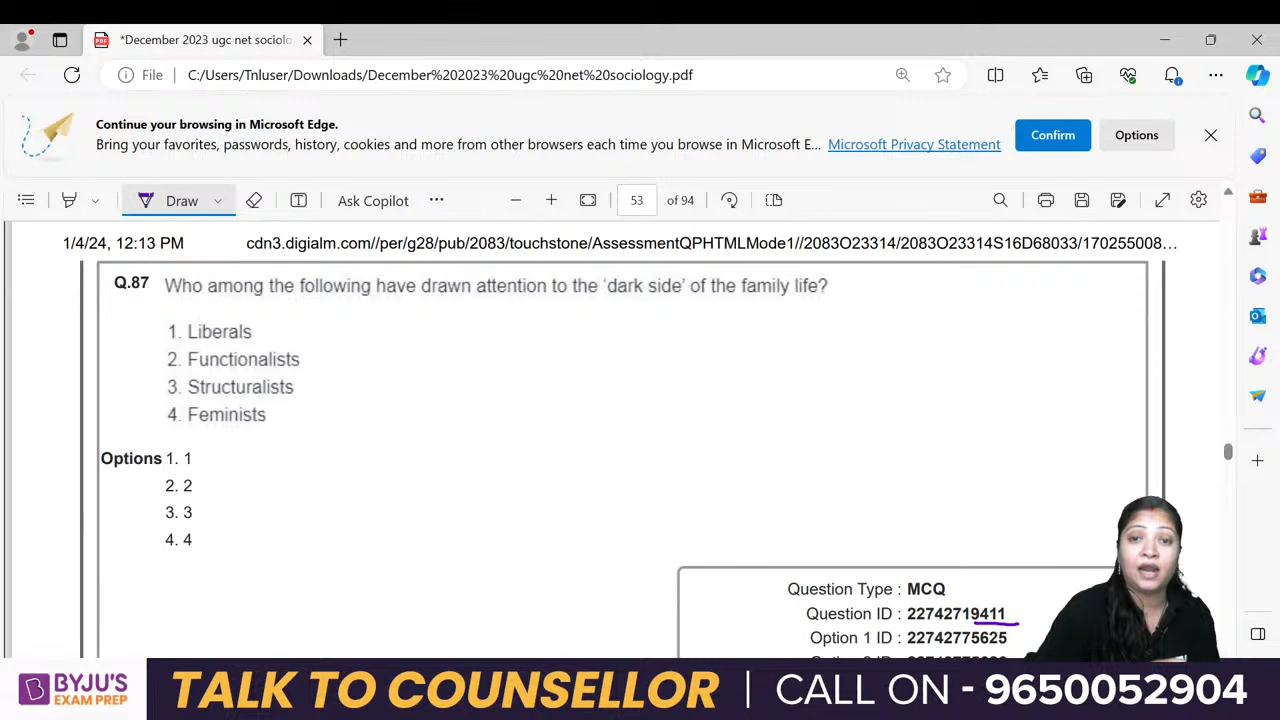 *December 2023 ugc net sociolo
File C:/Users/Tnluser/Downloads/December%202023%20ugc%20net%20sociology.pdf
Continue your browsing in Microsoft Edge.
Bring your favorites, passwords, history, cookies and more from other browsers each time you browse in Microsoft E... Microsoft Privacy Statement
Confirm
Options
Draw
Ask Copilot
53 of 94
1/4/24, 12:13 PM cdn3.digialm.com//per/g28/pub/2083/touchstone/AssessmentQPHTMLMode1//2083O23314/2083O23314S16D68033/170255008...
Q.87 Who among the following have drawn attention to the ‘dark side’ of the family life?
1. Liberals
2. Functionalists
3. Structuralists
4. Feminists
Options 1. 1
2. 2
3. 3
4. 4
Question Type : MCQ
Question ID : 22742719411
Option 1 ID : 22742775625
BYJU'S
EXAM PREP
TALK TO COUNSELLOR | CALL ON - 9650052904